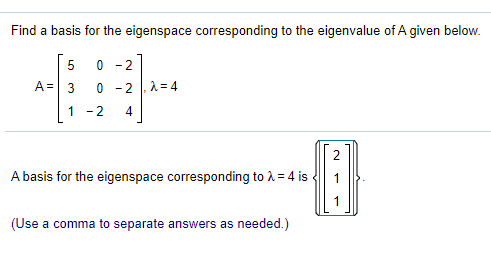 Find a basis for the eigenspace corresponding to the eigenvalue of A given below.
5 0 -2
A= 3 0 -2 , λ=4
1 -2 4
2
A basis for the eigenspace corresponding to λ=4 is { 1 }.
1
(Use a comma to separate answers as needed.)